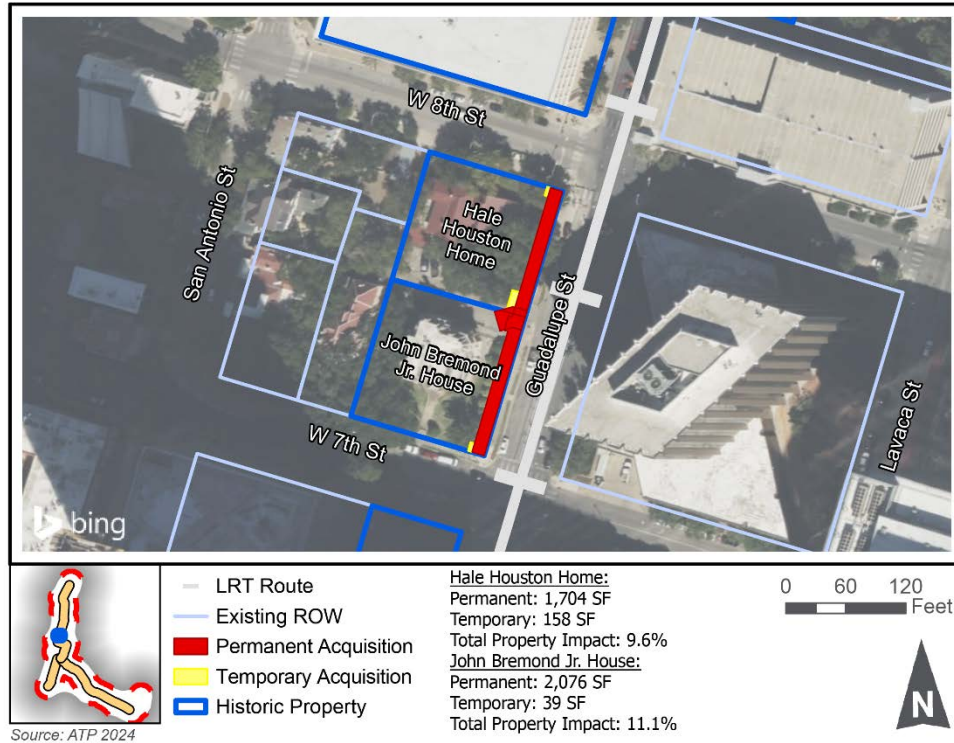 W 8th St
San Antonio St
Hale
Houston
Home
Guadalupe St
John Bremond
Jr. House
W 7th St
Lavaca St
bing
LRT Route
Existing ROW
Permanent Acquisition
Temporary Acquisition
Historic Property
Hale Houston Home:
Permanent: 1,704 SF
Temporary: 158 SF
Total Property Impact: 9.6%
John Bremond Jr. House:
Permanent: 2,076 SF
Temporary: 39 SF
Total Property Impact: 11.1%
0 60 120
Feet
N
Source: ATP 2024